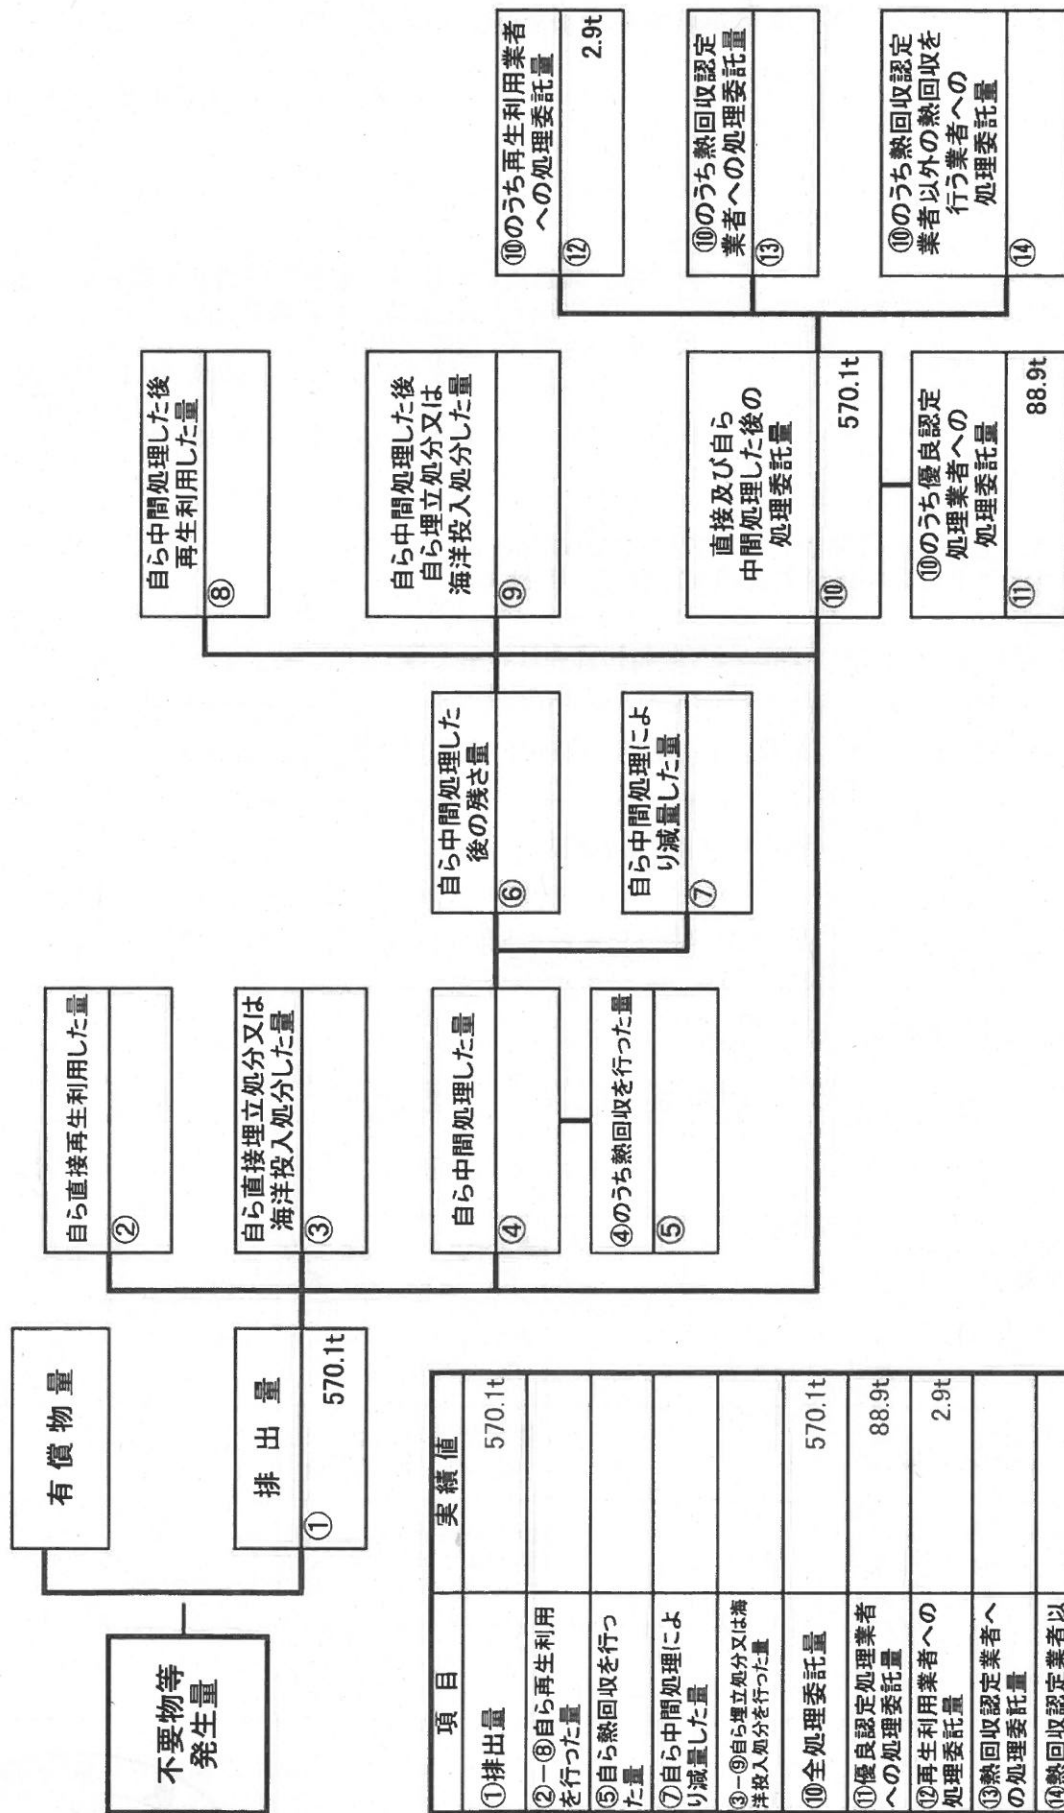 不要物等
発生量
有償物量
排出量
①
570.1t
自ら直接再生利用した量
②
自ら直接埋立処分又は
海洋投入処分した量
③
自ら中間処理した量
④
④のうち熱回収を行った量
⑤
自ら中間処理した
後の残さ量
⑥
自ら中間処理によ
り減量した量
⑦
自ら中間処理した後
再生利用した量
⑧
自ら中間処理した後
自ら埋立処分又は
海洋投入処分した量
⑨
直接及び自ら
中間処理した後の
処理委託量
⑩
570.1t
⑩のうち優良認定
処理業者への
処理委託量
⑪
88.9t
⑩のうち再生利用業者
への処理委託量
⑫
2.9t
⑩のうち熱回収認定
業者への処理委託量
⑬
⑩のうち熱回収認定
業者以外の熱回収を
行う業者への
処理委託量
⑭
項目 実績値
①排出量 570.1t
②－⑧自ら再生利用
を行った量
⑤自ら熱回収を行っ
た量
⑦自ら中間処理によ
り減量した量
③－⑨自ら埋立処分又は海
洋投入処分を行った量
⑩全処理委託量 570.1t
⑪優良認定処理業者
への処理委託量 88.9t
⑫再生利用業者への
処理委託量 2.9t
⑬熱回収認定業者へ
の処理委託量
⑭熱回収認定業者以